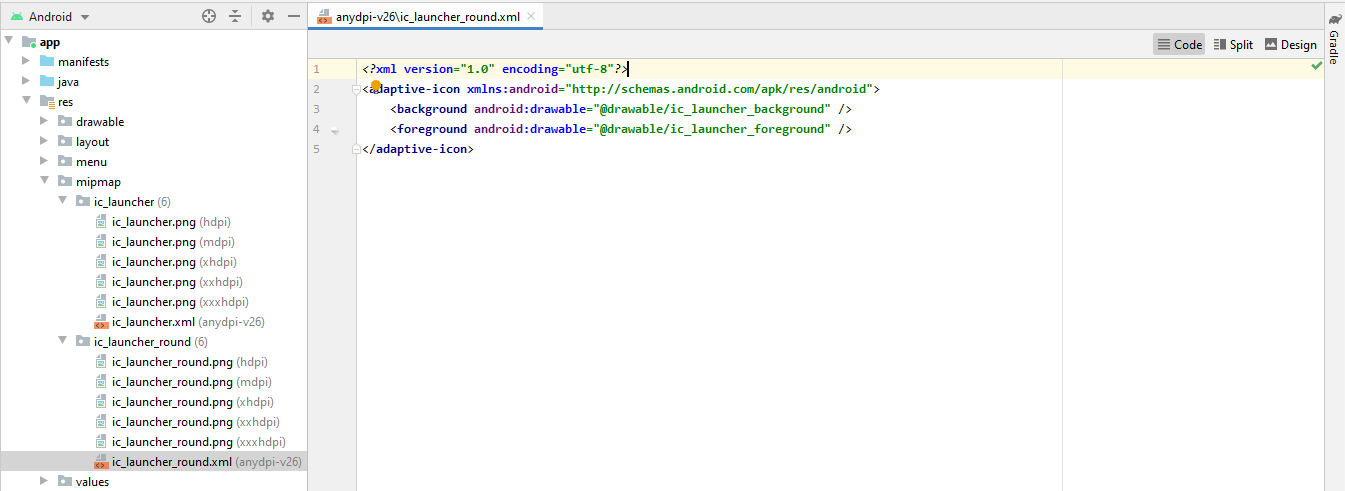 Android
anydpi-v26\ic_launcher_round.xml
Code
Split
Design
Gradle
app
manifests
java
res
drawable
layout
menu
mipmap
ic_launcher (6)
ic_launcher.png (hdpi)
ic_launcher.png (mdpi)
ic_launcher.png (xhdpi)
ic_launcher.png (xxhdpi)
ic_launcher.png (xxxhdpi)
ic_launcher.xml (anydpi-v26)
ic_launcher_round (6)
ic_launcher_round.png (hdpi)
ic_launcher_round.png (mdpi)
ic_launcher_round.png (xhdpi)
ic_launcher_round.png (xxhdpi)
ic_launcher_round.png (xxxhdpi)
ic_launcher_round.xml (anydpi-v26)
values
1 <?xml version="1.0" encoding="utf-8"?>
2 <adaptive-icon xmlns:android="http://schemas.android.com/apk/res/android">
3 <background android:drawable="@drawable/ic_launcher_background" />
4 <foreground android:drawable="@drawable/ic_launcher_foreground" />
5 </adaptive-icon>